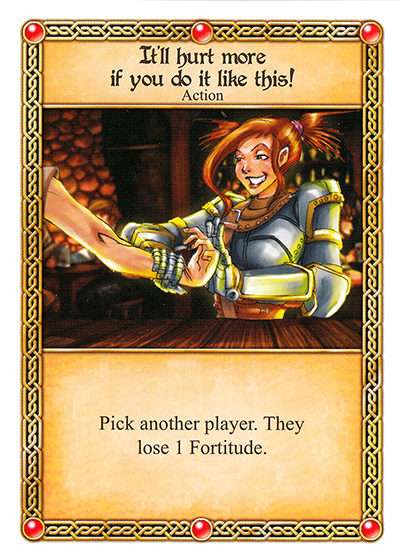 It'll hurt more
if you do it like this!
Action
Pick another player. They
lose 1 Fortitude.